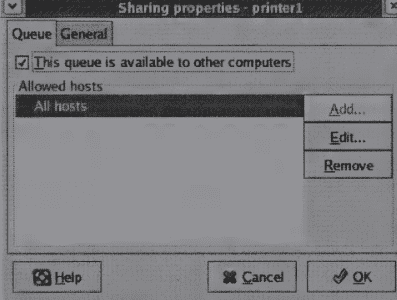 Sharing properties - printer1
Queue General
This queue is available to other computers
Allowed hosts
All hosts
Add...
Edit...
Remove
Help Cancel OK